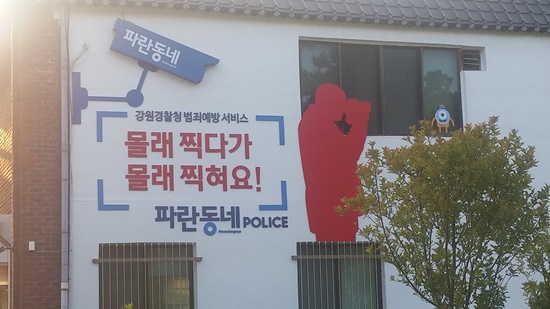 파란동네
강원경찰청 범죄예방 서비스
몰래 찍다가
몰래 찍혀요!
파란동네 POLICE